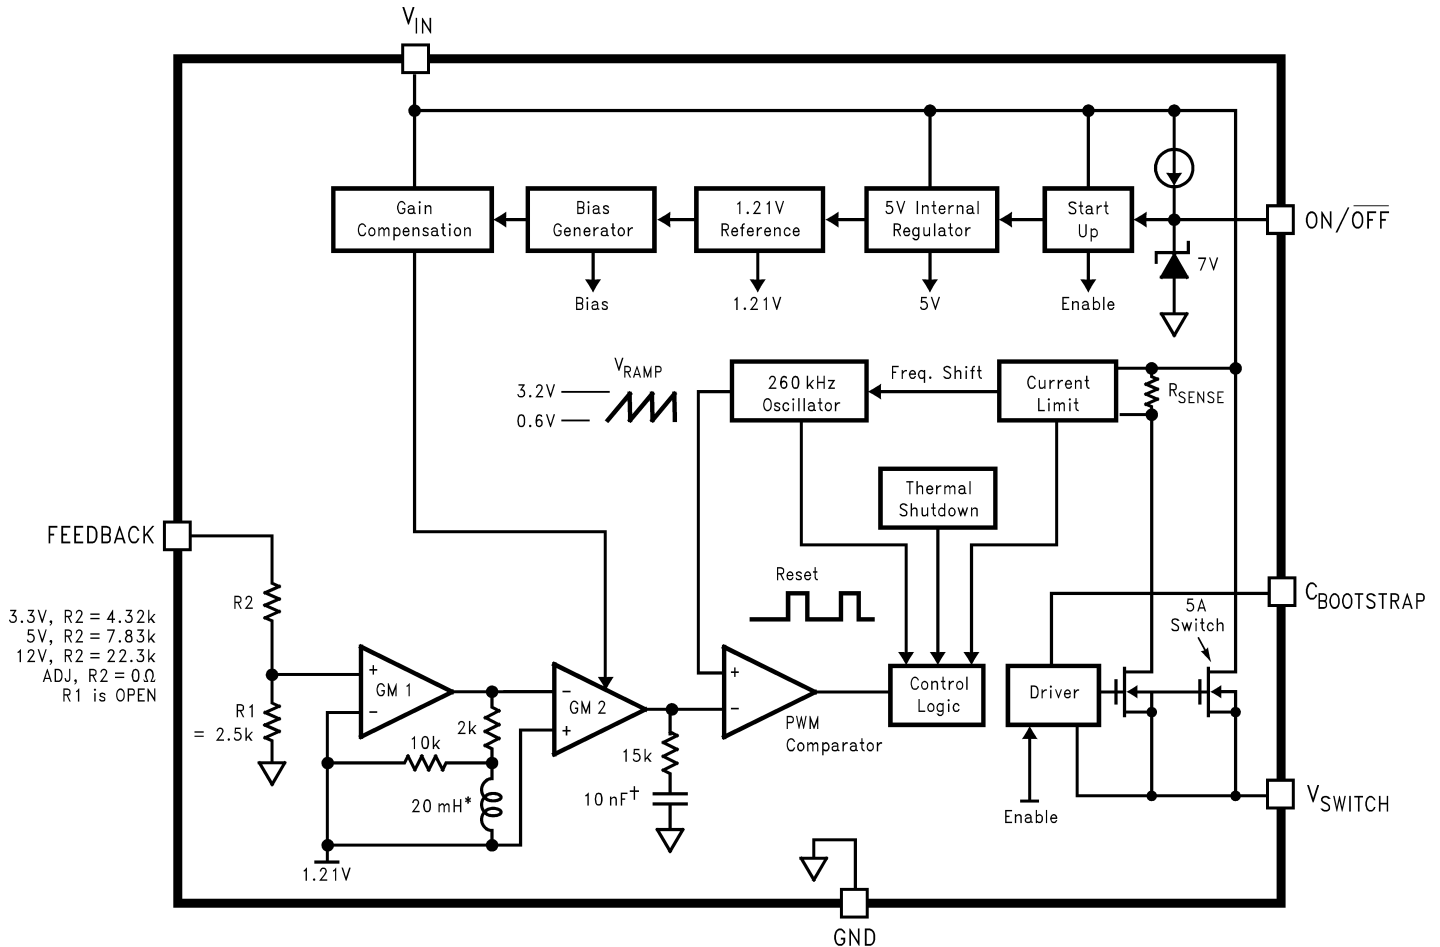 VIN
Gain
Compensation
Bias
Generator
1.21V
Reference
5V Internal
Regulator
Start
Up
ON/OFF
7V
Bias
1.21V
5V
Enable
VRAMP
3.2V
0.6V
260 kHz
Oscillator
Freq. Shift
Current
Limit
RSENSE
Thermal
Shutdown
FEEDBACK
Reset
R2
3.3V, R2 = 4.32k
5V, R2 = 7.83k
12V, R2 = 22.3k
ADJ, R2 = 0Ω
R1 is OPEN
R1
= 2.5k
+
GM 1
−
2k
10k
20 mH*
1.21V
−
GM 2
+
15k
10 nF†
+
−
PWM
Comparator
Control
Logic
Driver
Enable
5A
Switch
CBOOTSTRAP
VSWITCH
GND